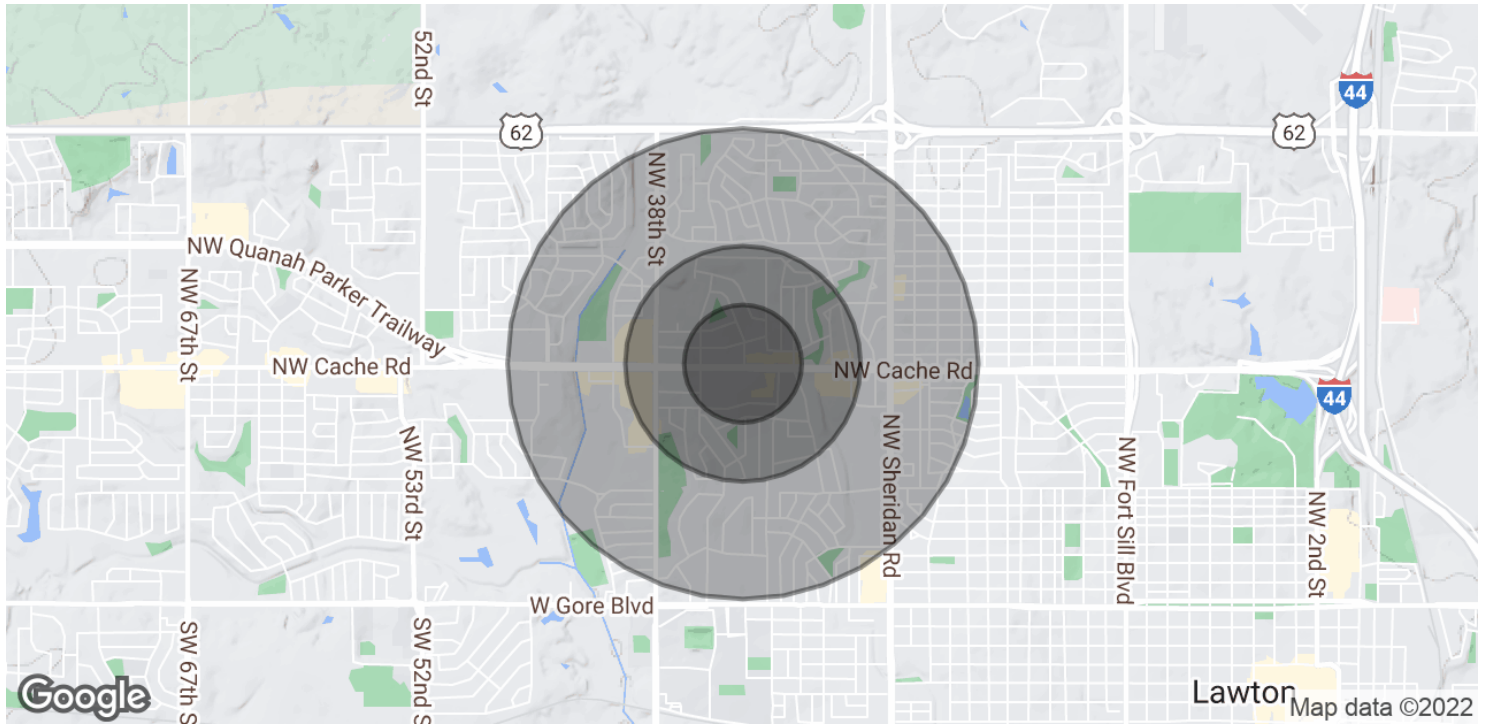 52nd St
44
62
62
NW 38th St
NW Quanah Parker Trailway
NW 67th St
NW Cache Rd
NW Cache Rd
44
NW 53rd St
NW Sheridan Rd
NW Fort Sill Blvd
NW 2nd St
W Gore Blvd
SW 67th S
SW 52nd S
Google
Lawton
Map data ©2022